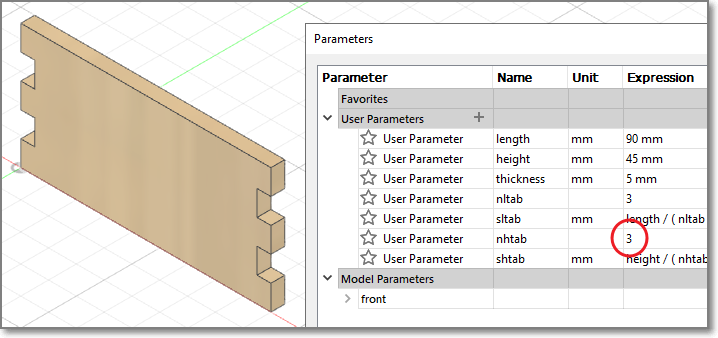 Parameters
Parameter Name Unit Expression
Favorites
User Parameters +
User Parameter length mm 90 mm
User Parameter height mm 45 mm
User Parameter thickness mm 5 mm
User Parameter nltab 3
User Parameter sltab mm length / ( nltab
User Parameter nhtab 3
User Parameter shtab mm height / ( nhtab
Model Parameters
front